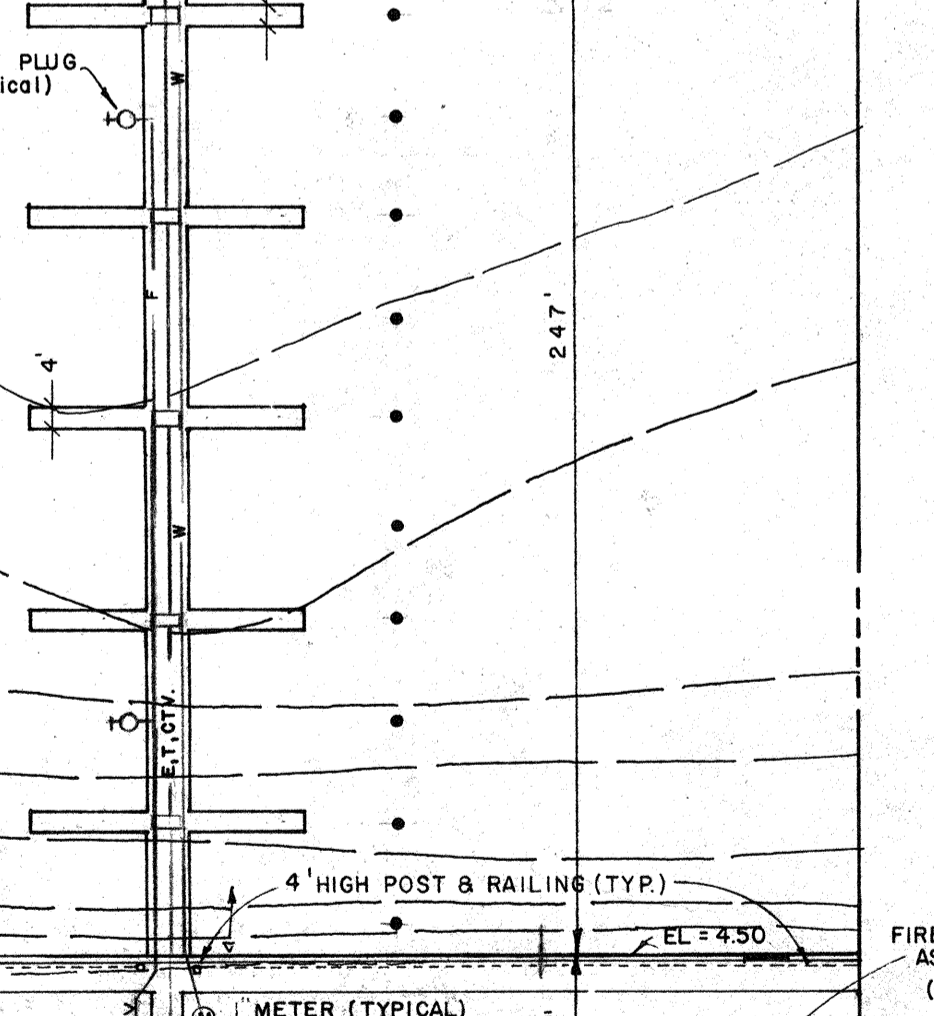 PLUG
ical)
W
F
247'
4'
W
E,T,CTV.
4'HIGH POST & RAILING (TYP.)
A
EL = 4.50
FIRE
AS
(
1" METER (TYPICAL)